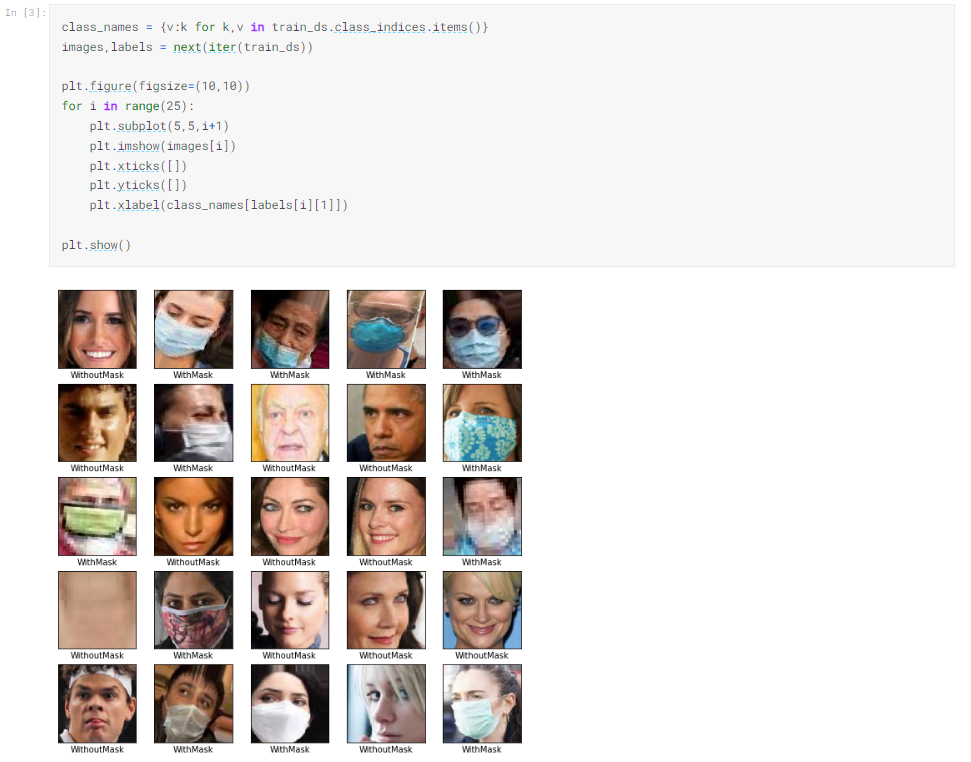 In [3]:
class_names = {v:k for k,v in train_ds.class_indices.items()}
images,labels = next(iter(train_ds))
plt.figure(figsize=(10,10))
for i in range(25):
    plt.subplot(5,5,i+1)
    plt.imshow(images[i])
    plt.xticks([])
    plt.yticks([])
    plt.xlabel(class_names[labels[i][1]])
plt.show()
WithoutMask WithMask WithMask WithMask WithMask
WithoutMask WithMask WithoutMask WithoutMask WithMask
WithMask WithoutMask WithoutMask WithoutMask WithMask
WithoutMask WithMask WithoutMask WithoutMask WithoutMask
WithoutMask WithMask WithMask WithoutMask WithMask